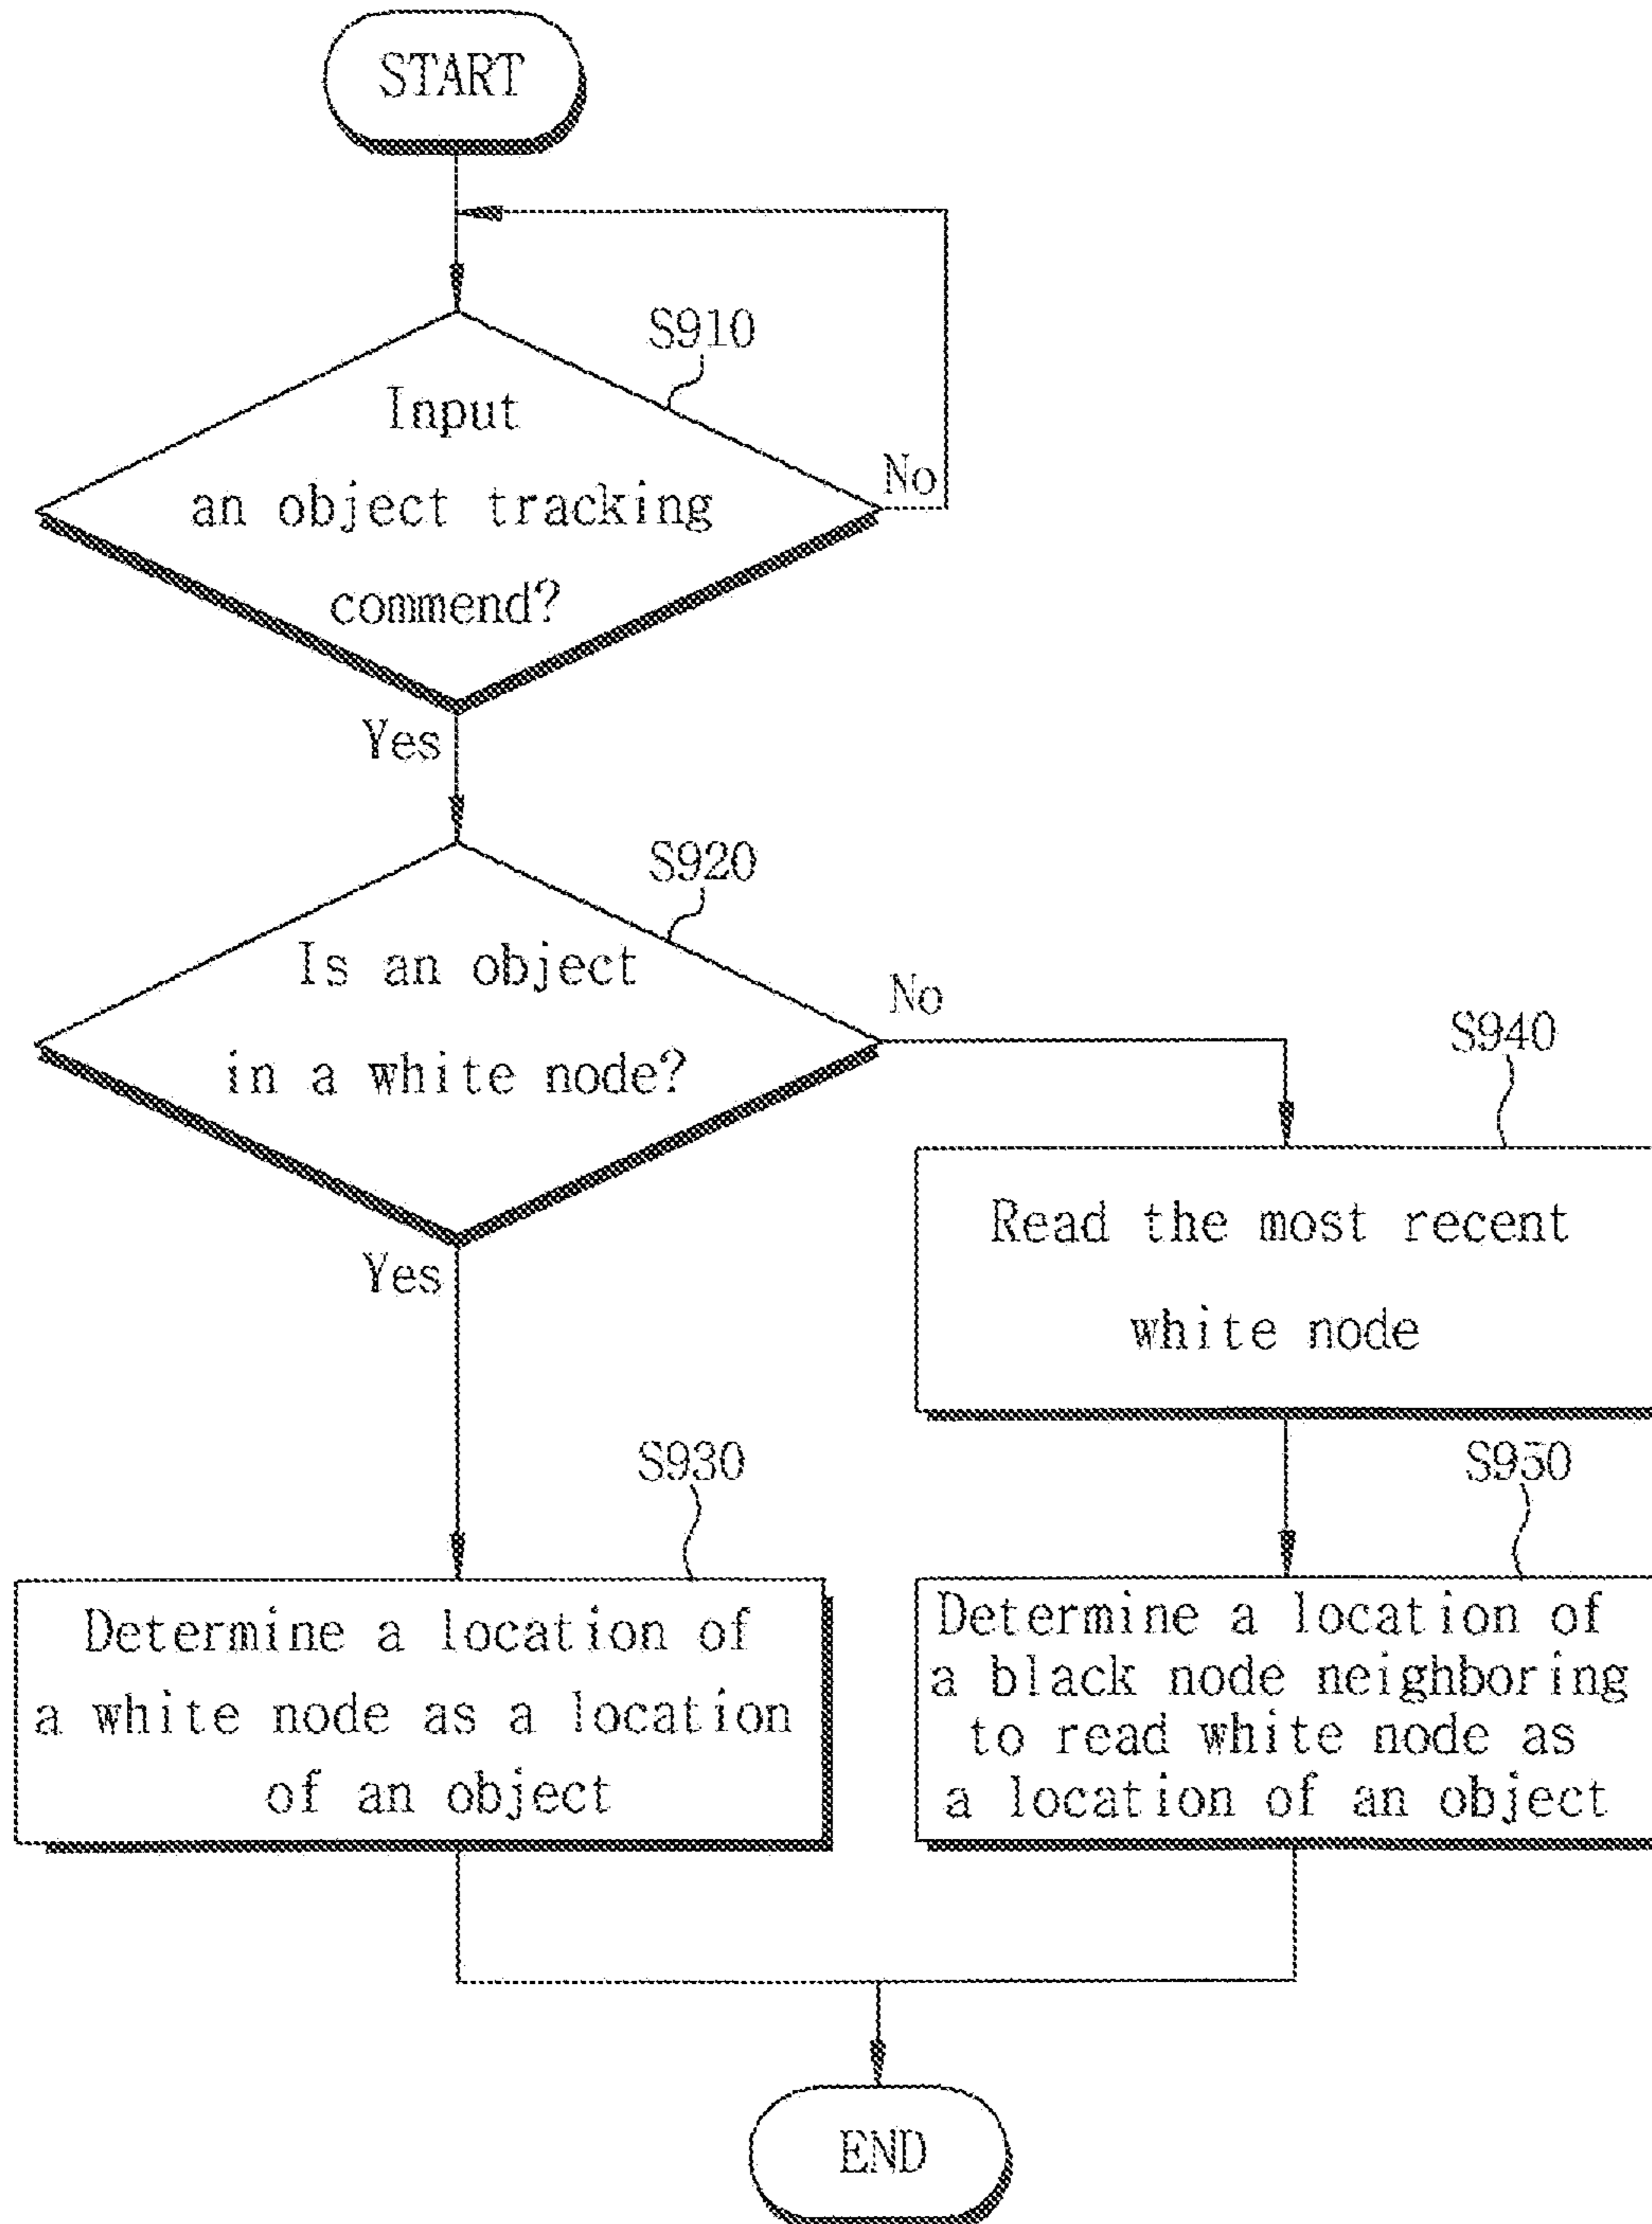 START
S910
Input
an object tracking
commend?
No
Yes
S920
Is an object
in a white node?
No
Yes
S940
Read the most recent
white node
S930
Determine a location of
a white node as a location
of an object
S950
Determine a location of
a black node neighboring
to read white node as
a location of an object
END